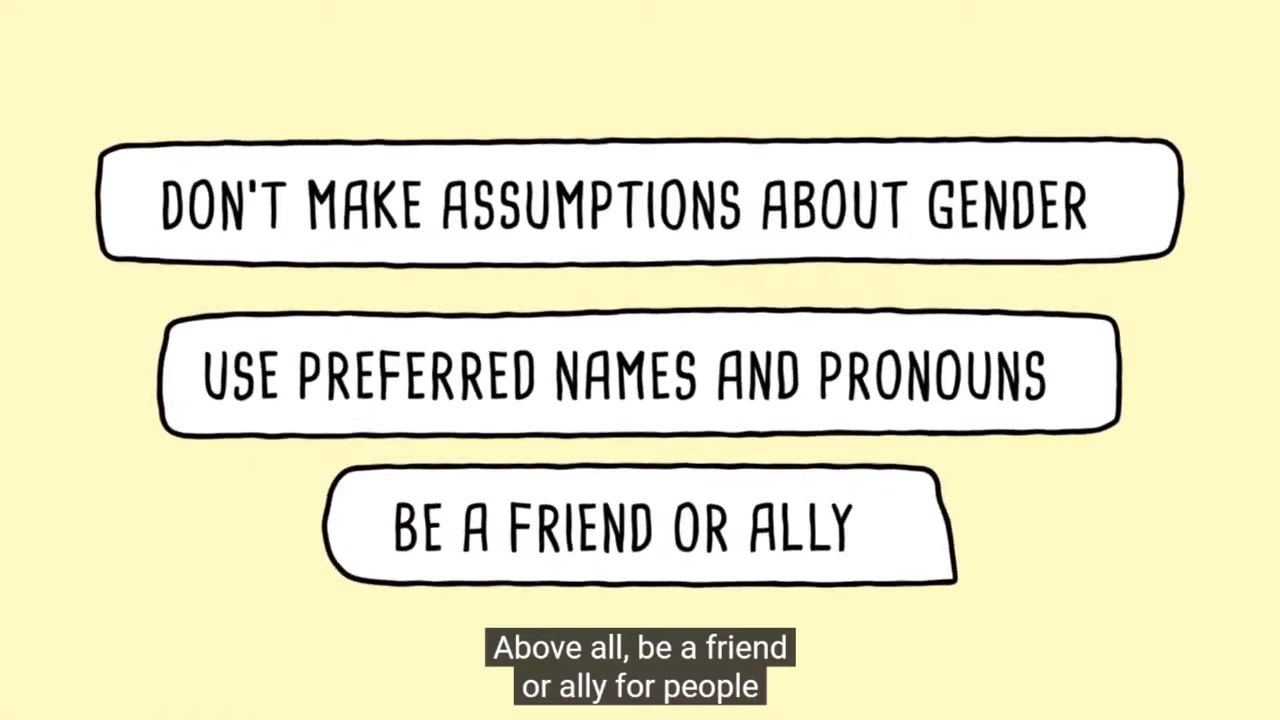 DON'T MAKE ASSUMPTIONS ABOUT GENDER
USE PREFERRED NAMES AND PRONOUNS
BE A FRIEND OR ALLY
Above all, be a friend
or ally for people